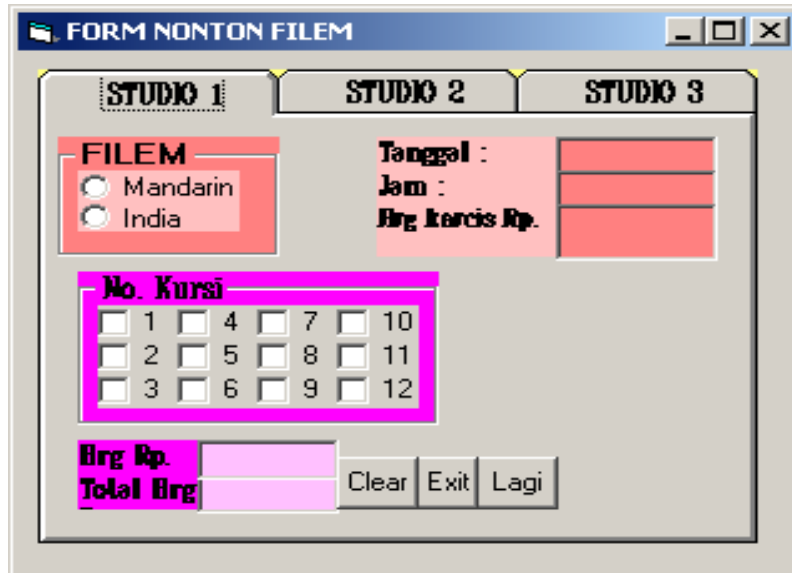 FORM NONTON FILEM
STUDIO 1 STUDIO 2 STUDIO 3
FILEM
Mandarin
India
Tanggal :
Jam :
Hrg karcis Rp.
No. Kursi
1 4 7 10
2 5 8 11
3 6 9 12
Hrg Rp.
Total Hrg
Clear Exit Lagi